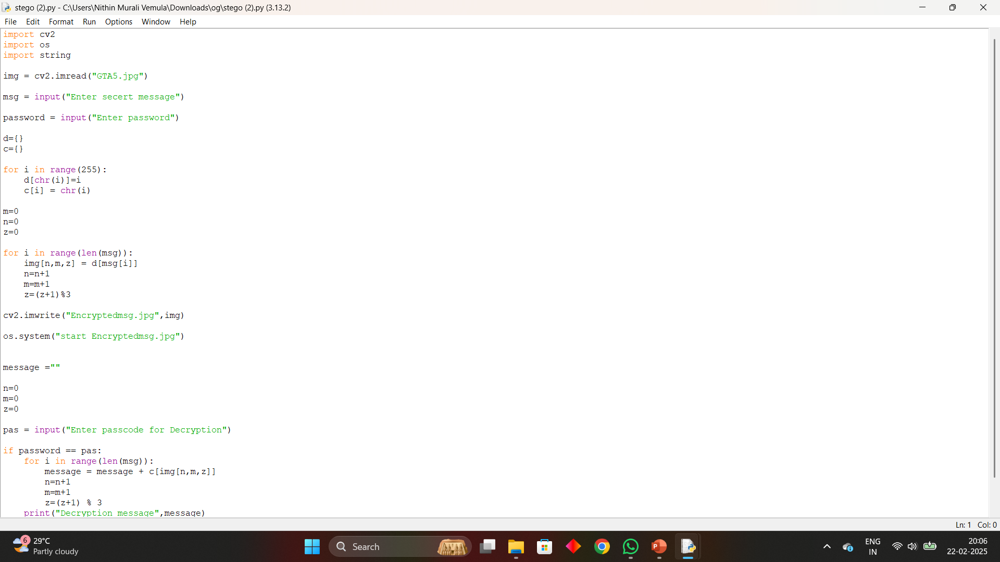 stego (2).py - C:\Users\Nithin Murali Vemula\Downloads\og\stego (2).py (3.13.2)
File Edit Format Run Options Window Help
import cv2
import os
import string

img = cv2.imread("GTA5.jpg")

msg = input("Enter secert message")

password = input("Enter password")

d={}
c={}

for i in range(255):
    d[chr(i)]=i
    c[i] = chr(i)

m=0
n=0
z=0

for i in range(len(msg)):
    img[n,m,z] = d[msg[i]]
    n=n+1
    m=m+1
    z=(z+1)%3

cv2.imwrite("Encryptedmsg.jpg",img)

os.system("start Encryptedmsg.jpg")


message =""

n=0
m=0
z=0

pas = input("Enter passcode for Decryption")

if password == pas:
    for i in range(len(msg)):
        message = message + c[img[n,m,z]]
        n=n+1
        m=m+1
        z=(z+1) % 3
    print("Decryption message",message)
Ln: 1 Col: 0
6
29°C
Partly cloudy
Search
ENG
IN
20:06
22-02-2025